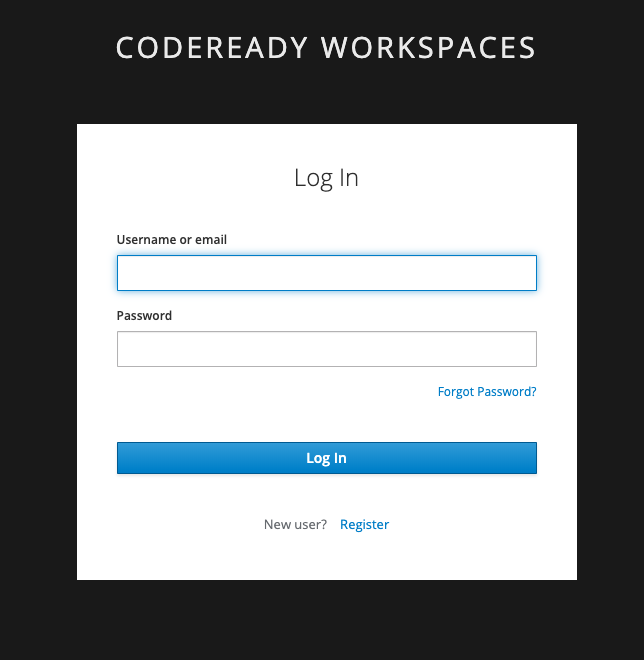 CODEREADY WORKSPACES
Log In
Username or email
Password
Forgot Password?
Log In
New user? Register